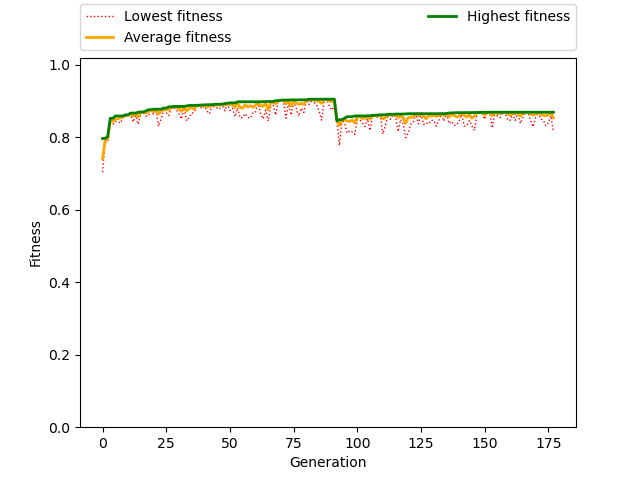 Lowest fitness
Average fitness
Highest fitness
1.0
0.8
0.6
0.4
0.2
0.0
Fitness
0 25 50 75 100 125 150 175
Generation